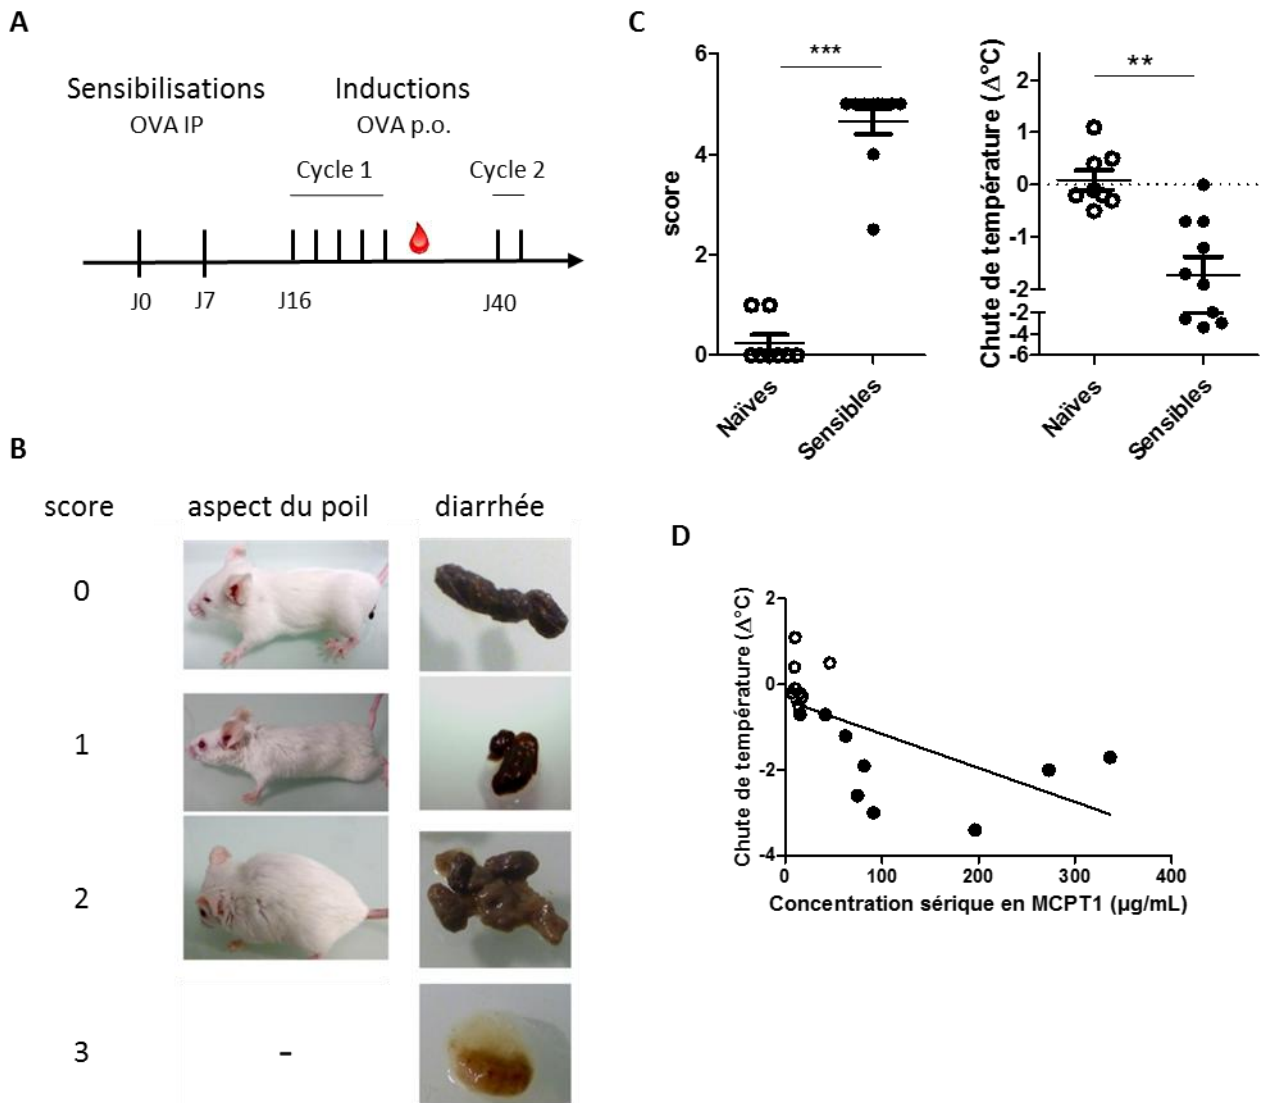 A
Sensibilisations
OVA IP
Inductions
OVA p.o.
Cycle 1
Cycle 2
J0
J7
J16
J40
B
score
aspect du poil
diarrhée
0
1
2
3
-
C
score
6
4
2
0
***
Naïves
Sensibles
Chute de température (Δ°C)
2
1
0
-1
-2
-2
-4
-6
**
Naïves
Sensibles
D
Chute de température (Δ°C)
2
0
-2
-4
0
100
200
300
400
Concentration sérique en MCPT1 (µg/mL)